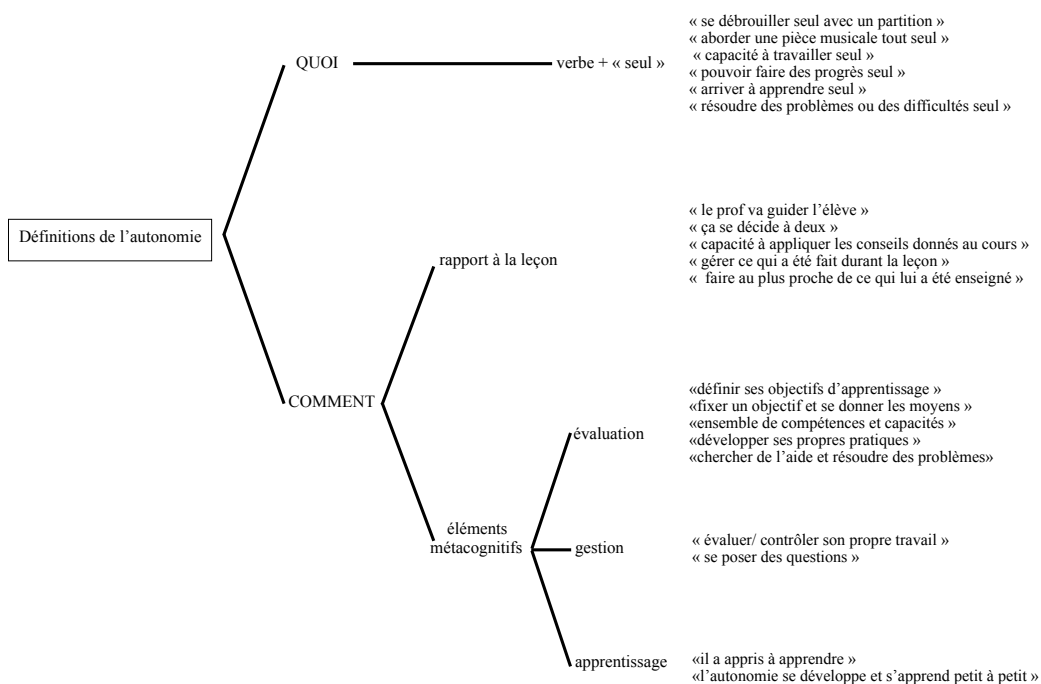 « se débrouiller seul avec un partition »
« aborder une pièce musicale tout seul »
« capacité à travailler seul »
QUOI
verbe + « seul »
« pouvoir faire des progrès seul »
« arriver à apprendre seul »
« résoudre des problèmes ou des difficultés seul »
Définitions de l’autonomie
« le prof va guider l’élève »
« ça se décide à deux »
« capacité à appliquer les conseils donnés au cours »
rapport à la leçon
« gérer ce qui a été fait durant la leçon »
« faire au plus proche de ce qui lui a été enseigné »
COMMENT
«définir ses objectifs d’apprentissage »
«fixer un objectif et se donner les moyens »
«ensemble de compétences et capacités »
évaluation
«développer ses propres pratiques »
«chercher de l’aide et résoudre des problèmes»
éléments
métacognitifs
gestion
« évaluer/ contrôler son propre travail »
« se poser des questions »
apprentissage
«il a appris à apprendre »
«l’autonomie se développe et s’apprend petit à petit »